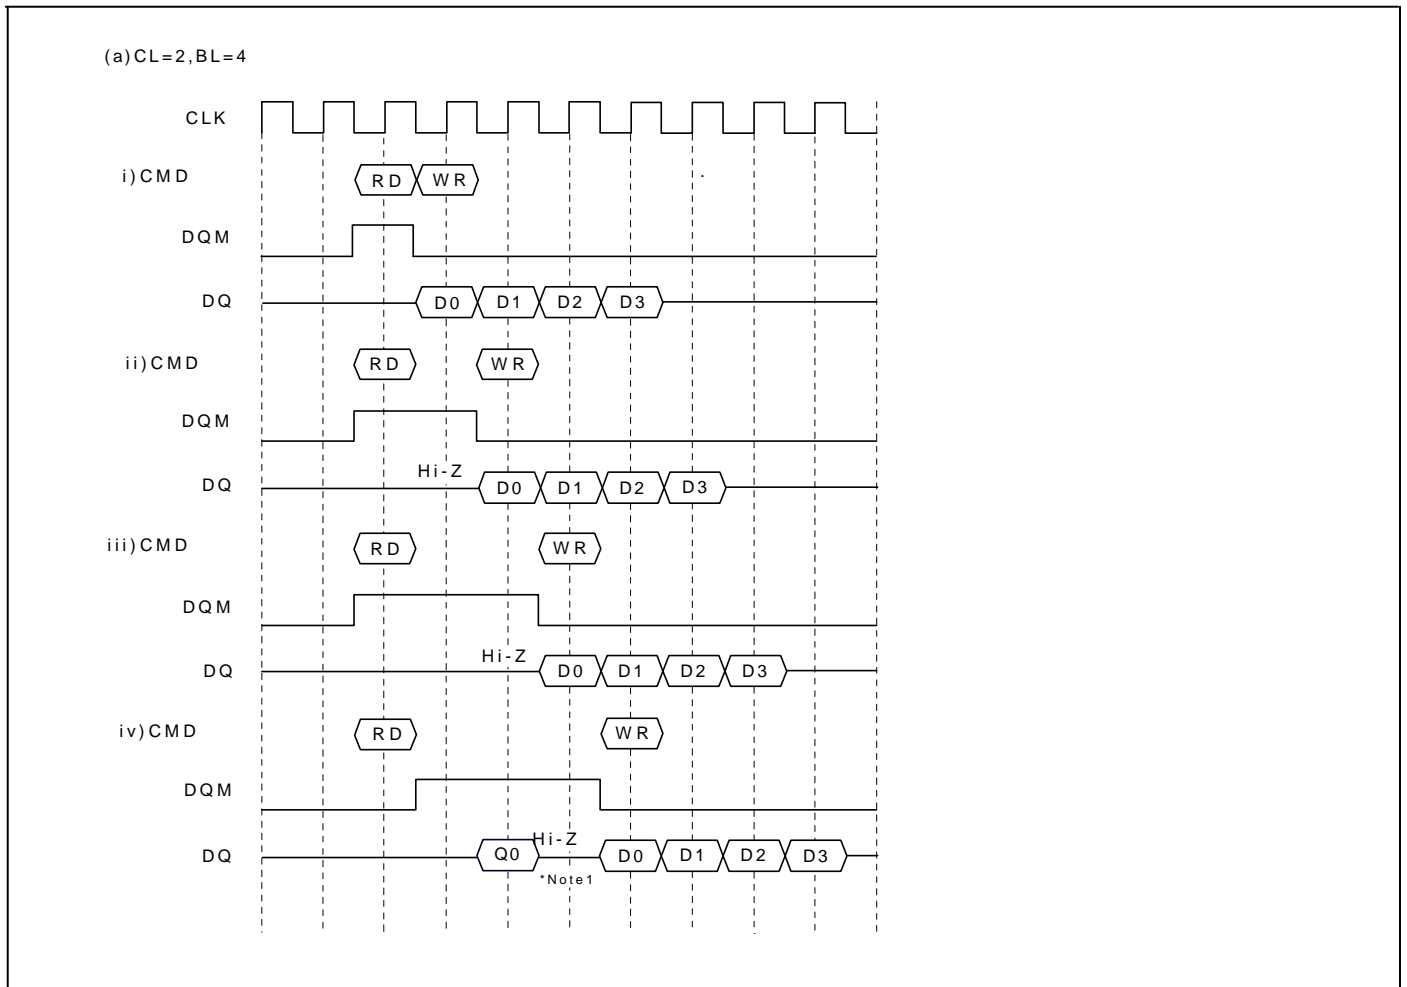 (a)CL=2,BL=4
CLK
i)CMD RD WR
DQM
DQ D0 D1 D2 D3
ii)CMD RD WR
DQM
DQ Hi-Z D0 D1 D2 D3
iii)CMD RD WR
DQM
DQ Hi-Z D0 D1 D2 D3
iv)CMD RD WR
DQM
DQ Q0 Hi-Z D0 D1 D2 D3
*Note1